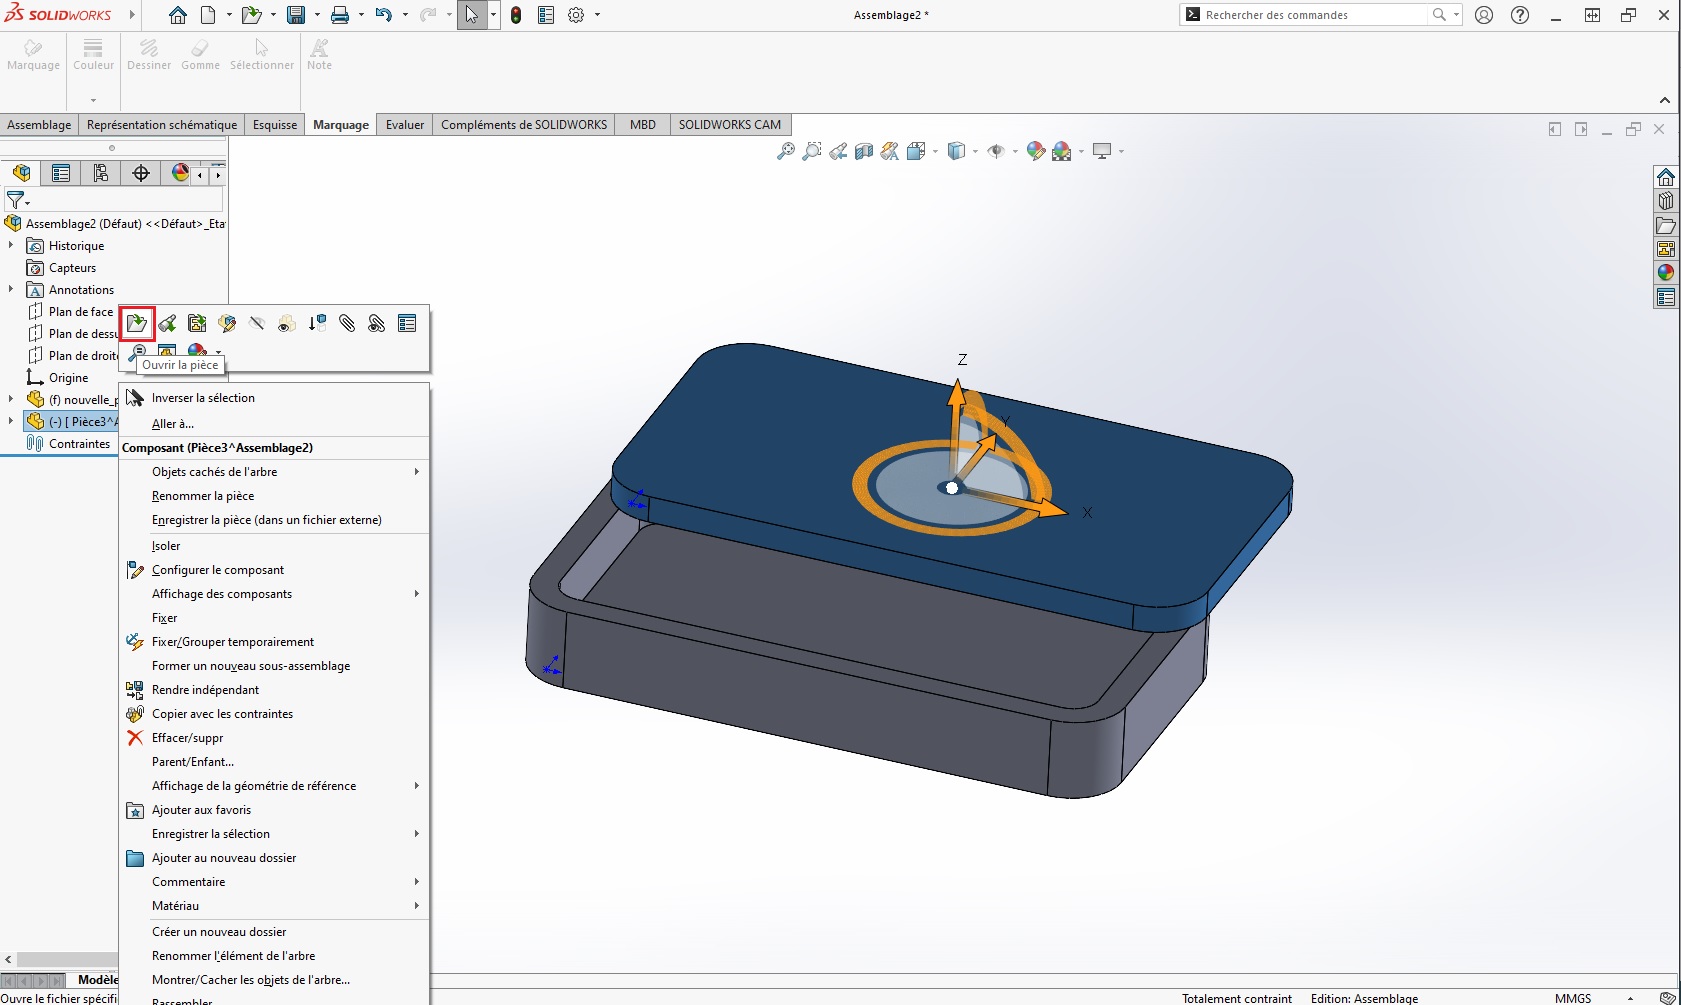 SOLIDWORKS
Assemblage2 *
Rechercher des commandes
Marquage
Couleur
Dessiner
Gomme
Sélectionner
Note
Assemblage
Représentation schématique
Esquisse
Marquage
Evaluer
Compléments de SOLIDWORKS
MBD
SOLIDWORKS CAM
Assemblage2 (Défaut) <<Défaut>_Eta
Historique
Capteurs
Annotations
Plan de face
Plan de dessu
Plan de droite
Origine
(f) nouvelle_p
(-) [ Pièce3^A
Contraintes
Ouvrir la pièce
Inverser la sélection
Aller à...
Composant (Pièce3^Assemblage2)
Objets cachés de l'arbre
Renommer la pièce
Enregistrer la pièce (dans un fichier externe)
Isoler
Configurer le composant
Affichage des composants
Fixer
Fixer/Grouper temporairement
Former un nouveau sous-assemblage
Rendre indépendant
Copier avec les contraintes
Effacer/suppr
Parent/Enfant...
Affichage de la géométrie de référence
Ajouter aux favoris
Enregistrer la sélection
Ajouter au nouveau dossier
Commentaire
Matériau
Créer un nouveau dossier
Renommer l'élément de l'arbre
Montrer/Cacher les objets de l'arbre...
Rassembler
Z
Y
X
Modèle
Ouvre le fichier spécifi
Totalement contraint
Edition: Assemblage
MMGS